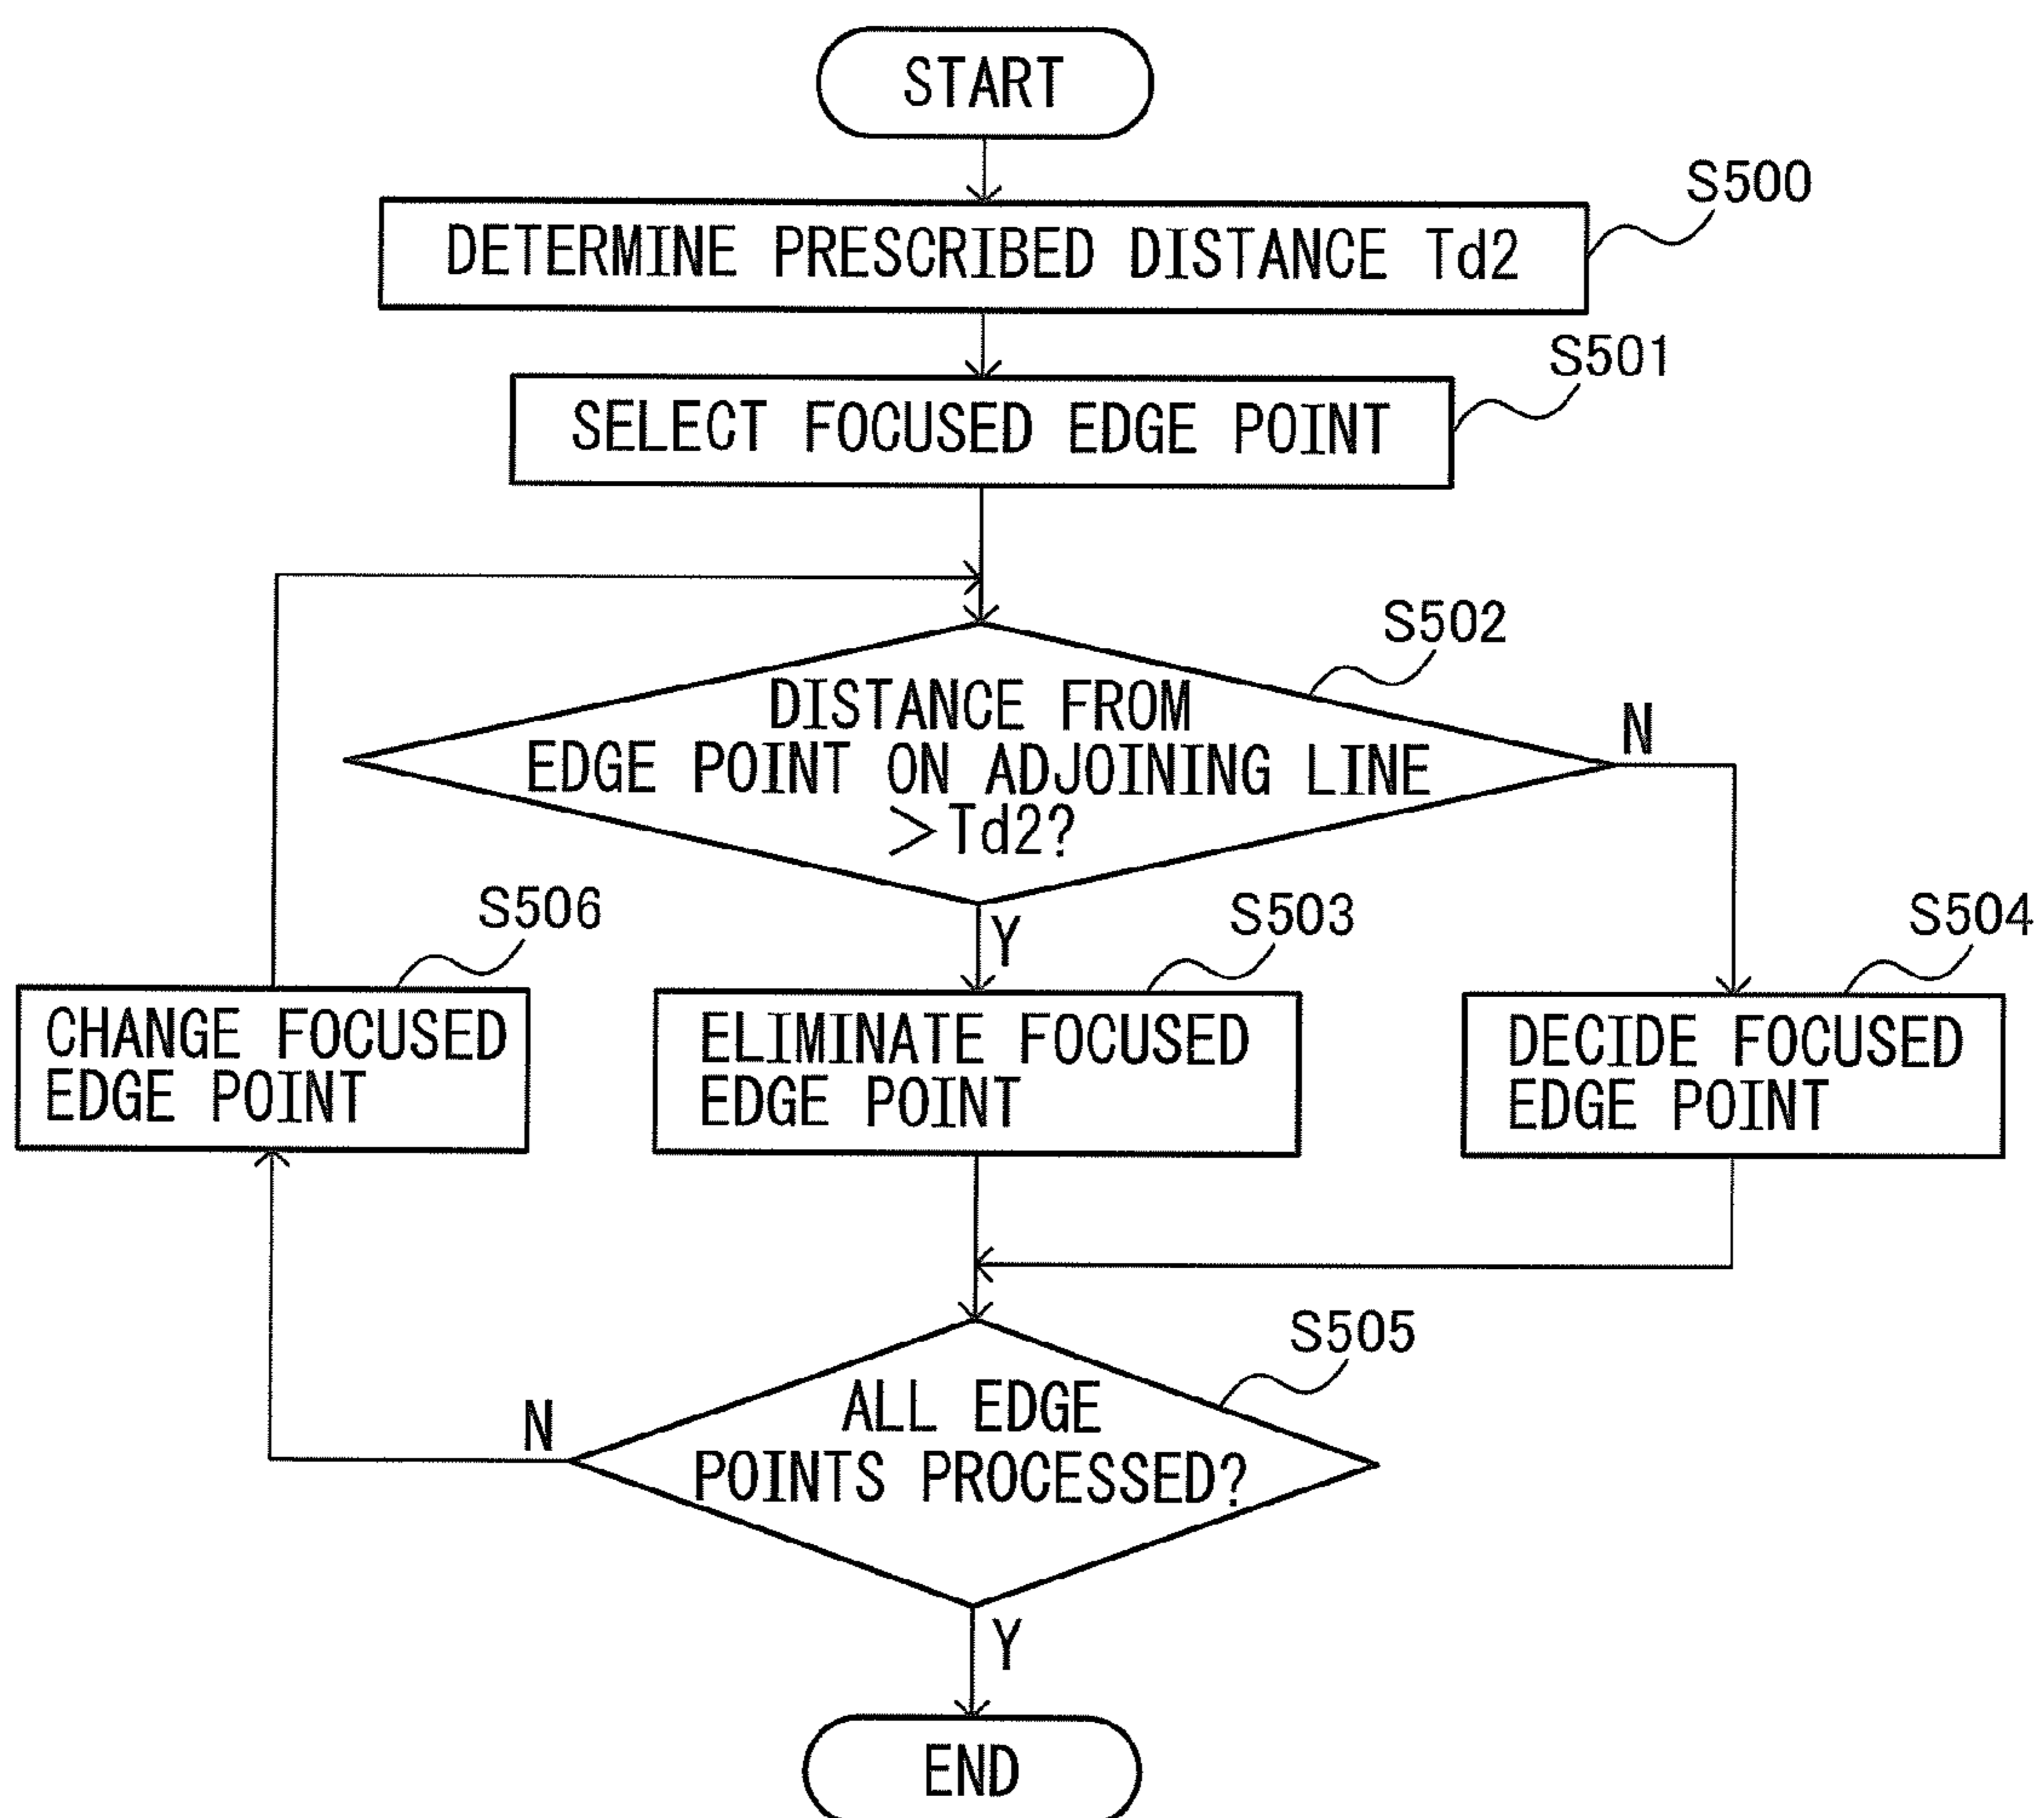 START
S500
DETERMINE PRESCRIBED DISTANCE Td2
S501
SELECT FOCUSED EDGE POINT
S502
DISTANCE FROM
EDGE POINT ON ADJOINING LINE
>Td2?
N
Y
S506
CHANGE FOCUSED
EDGE POINT
S503
ELIMINATE FOCUSED
EDGE POINT
S504
DECIDE FOCUSED
EDGE POINT
S505
ALL EDGE
POINTS PROCESSED?
N
Y
END